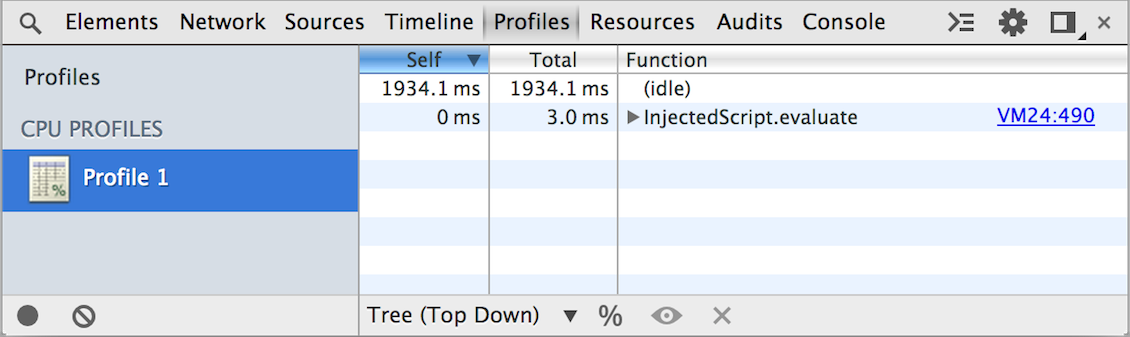 Elements Network Sources Timeline Profiles Resources Audits Console
Profiles
CPU PROFILES
Profile 1
Self Total Function
1934.1 ms 1934.1 ms (idle)
0 ms 3.0 ms InjectedScript.evaluate VM24:490
Tree (Top Down) %